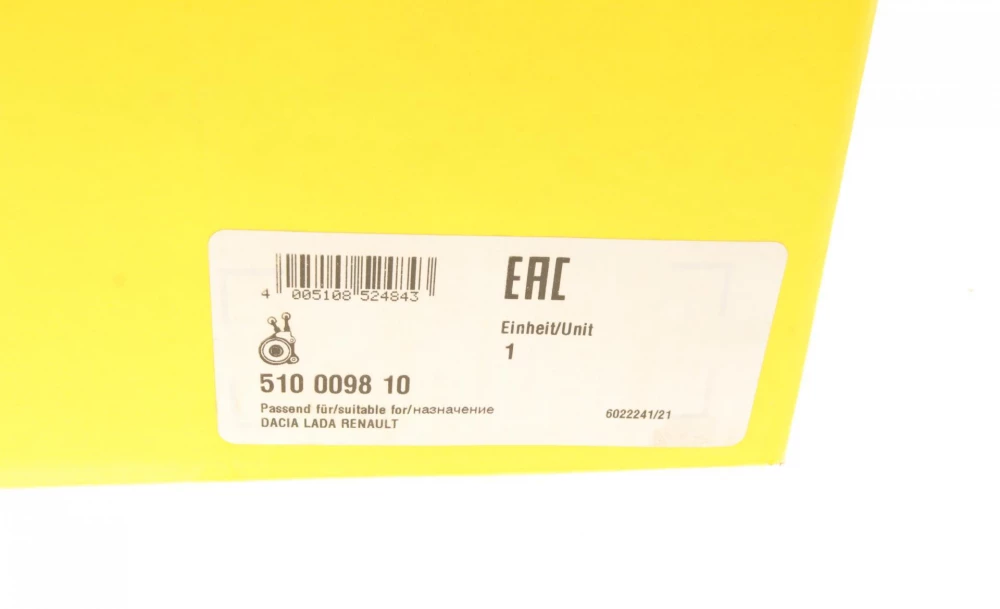 4 005108 524843
EAC
Einheit/Unit
1
510 0098 10
Passend für/suitable for/назначение
DACIA LADA RENAULT
6022241/21